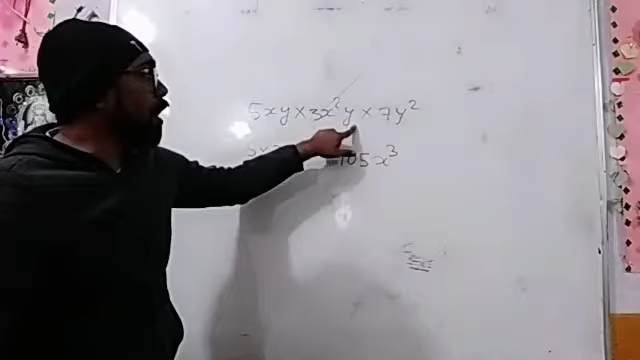 5xy × 3x²y × 7y²
105x³